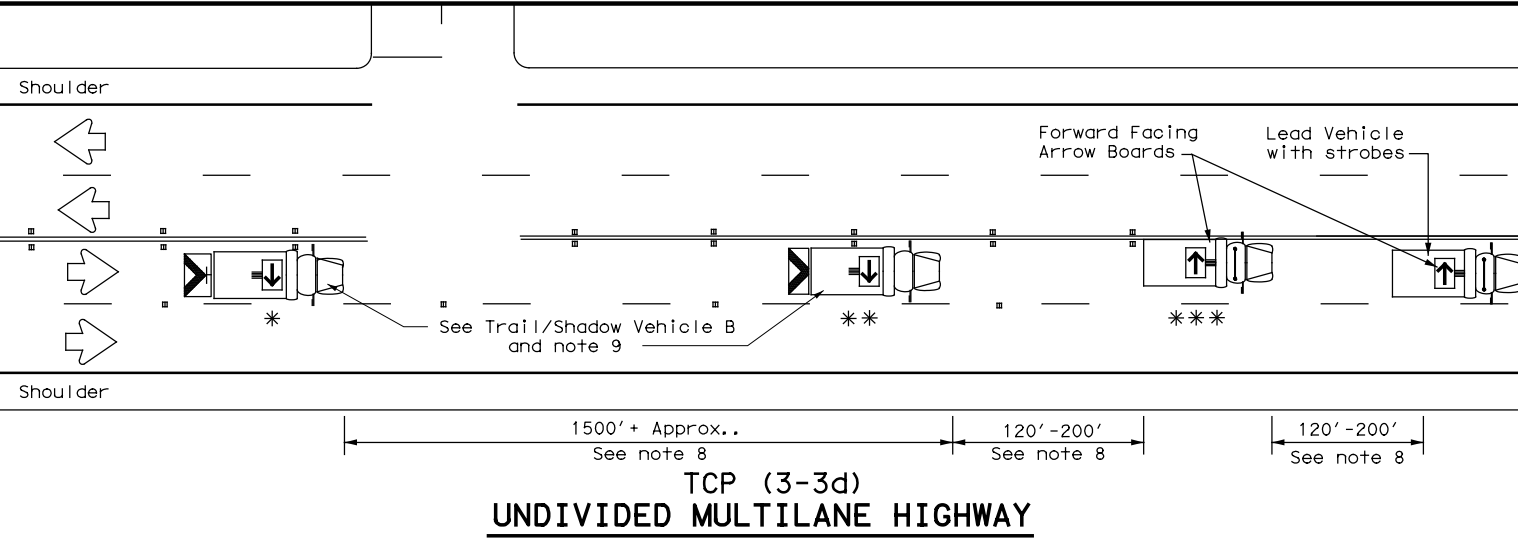 Shoulder
Forward Facing
Arrow Boards
Lead Vehicle
with strobes
*
**
***
See Trail/Shadow Vehicle B
and note 9
Shoulder
1500'+ Approx..
See note 8
120'-200'
See note 8
120'-200'
See note 8
TCP (3-3d)
UNDIVIDED MULTILANE HIGHWAY